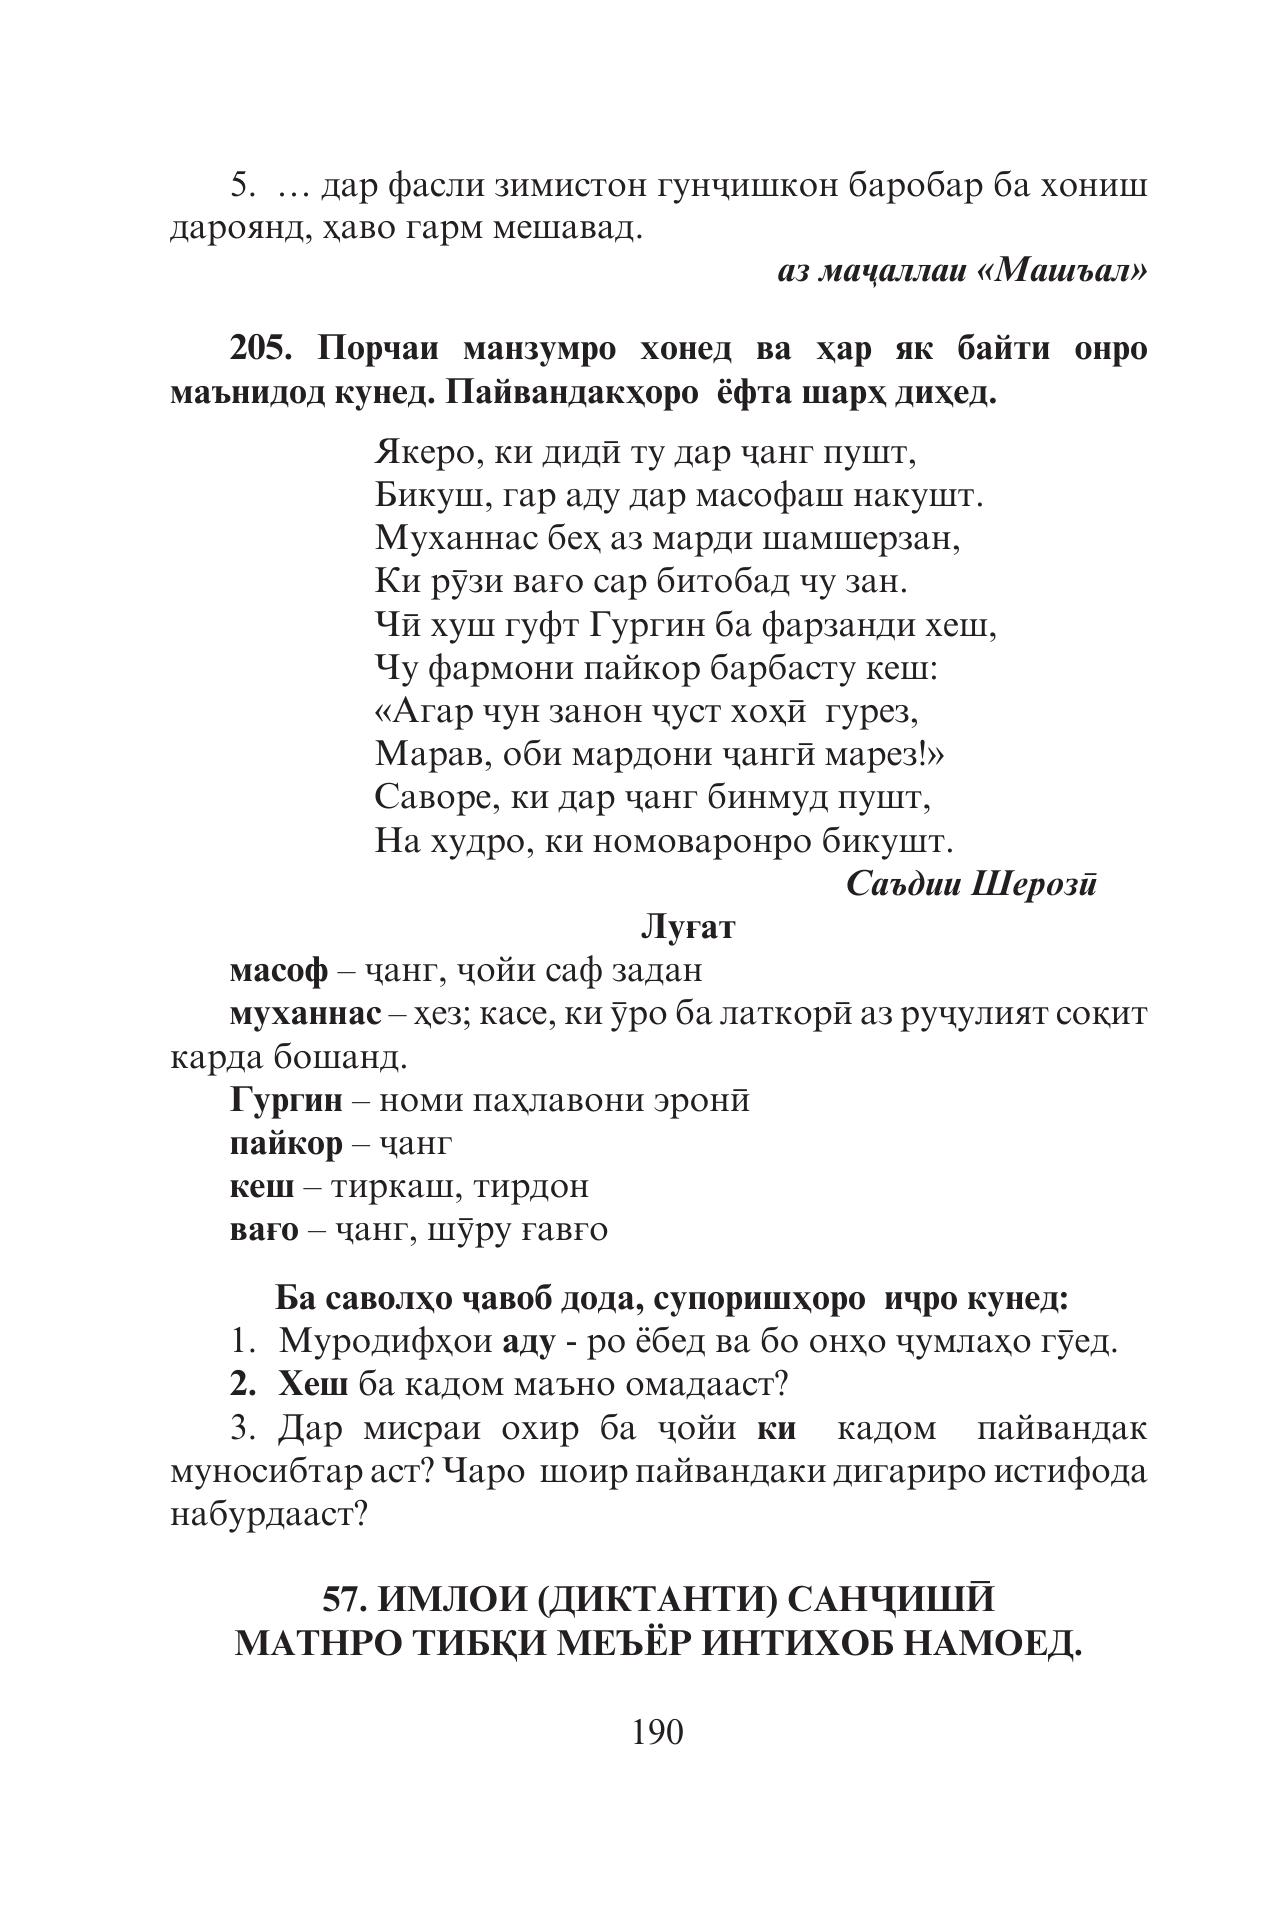 5. … дар фасли зимистон гунҷишкон баробар ба хониш
дароянд, ҳаво гарм мешавад.
аз маҷаллаи «Машъал»
205. Порчаи манзумро хонед ва ҳар як байти онро
маънидод кунед. Пайвандакҳоро ёфта шарҳ диҳед.
Якеро, ки дидӣ ту дар ҷанг пушт,
Бикуш, гар аду дар масофаш накушт.
Муханнас беҳ аз марди шамшерзан,
Ки рӯзи вағо сар битобад чу зан.
Чӣ хуш гуфт Гургин ба фарзанди хеш,
Чу фармони пайкор барбасту кеш:
«Агар чун занон ҷуст хоҳӣ гурез,
Марав, оби мардони ҷангӣ марез!»
Саворе, ки дар ҷанг бинмуд пушт,
На худро, ки номоваронро бикушт.
Саъдии Шерозӣ
Луғат
масоф – ҷанг, ҷойи саф задан
муханнас – ҳез; касе, ки ӯро ба латкорӣ аз руҷулият соқит
карда бошанд.
Гургин – номи паҳлавони эронӣ
пайкор – ҷанг
кеш – тиркаш, тирдон
вағо – ҷанг, шӯру ғавғо
Ба саволҳо ҷавоб дода, супоришҳоро иҷро кунед:
1. Муродифҳои аду - ро ёбед ва бо онҳо ҷумлаҳо гӯед.
2. Хеш ба кадом маъно омадааст?
3. Дар мисраи охир ба ҷойи ки кадом пайвандак
муносибтар аст? Чаро шоир пайвандаки дигариро истифода
набурдааст?
57. ИМЛОИ (ДИКТАНТИ) САНҶИШӢ
МАТНРО ТИБҚИ МЕЪЁР ИНТИХОБ НАМОЕД.
190